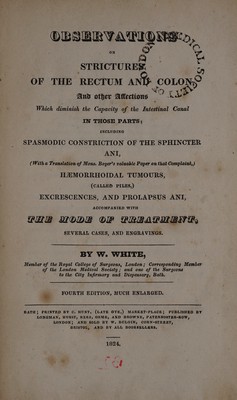 OBSERVATIONS
ON
STRICTURES
OF THE RECTUM AND COLON,
And other Affections
Which diminish the Capacity of the Intestinal Canal
IN THOSE PARTS;
INCLUDING
SPASMODIC CONSTRICTION OF THE SPHINCTER
ANI,
(With a Translation of Mons. Boyer's valuable Paper on that Complaint,)
HÆMORRHOIDAL TUMOURS,
(CALLED PILES,)
EXCRESCENCES, AND PROLAPSUS ANI,
ACCOMPANIED WITH
THE MODE OF TREATMENT,
SEVERAL CASES, AND ENGRAVINGS.
BY W. WHITE,
Member of the Royal College of Surgeons, London; Corresponding Member
of the London Medical Society; and one of the Surgeons
to the City Infirmary and Dispensary, Bath.
FOURTH EDITION, MUCH ENLARGED.
BATH; PRINTED BY C. HUNT, (LATE HYE,) MARKET-PLACE; PUBLISHED BY
LONGMAN, HURST, REES, ORME, AND BROWNE, PATERNOSTER-ROW,
LONDON; AND SOLD BY W. BULGIN, CORN-STREET,
BRISTOL, AND BY ALL BOOKSELLERS.
1824.